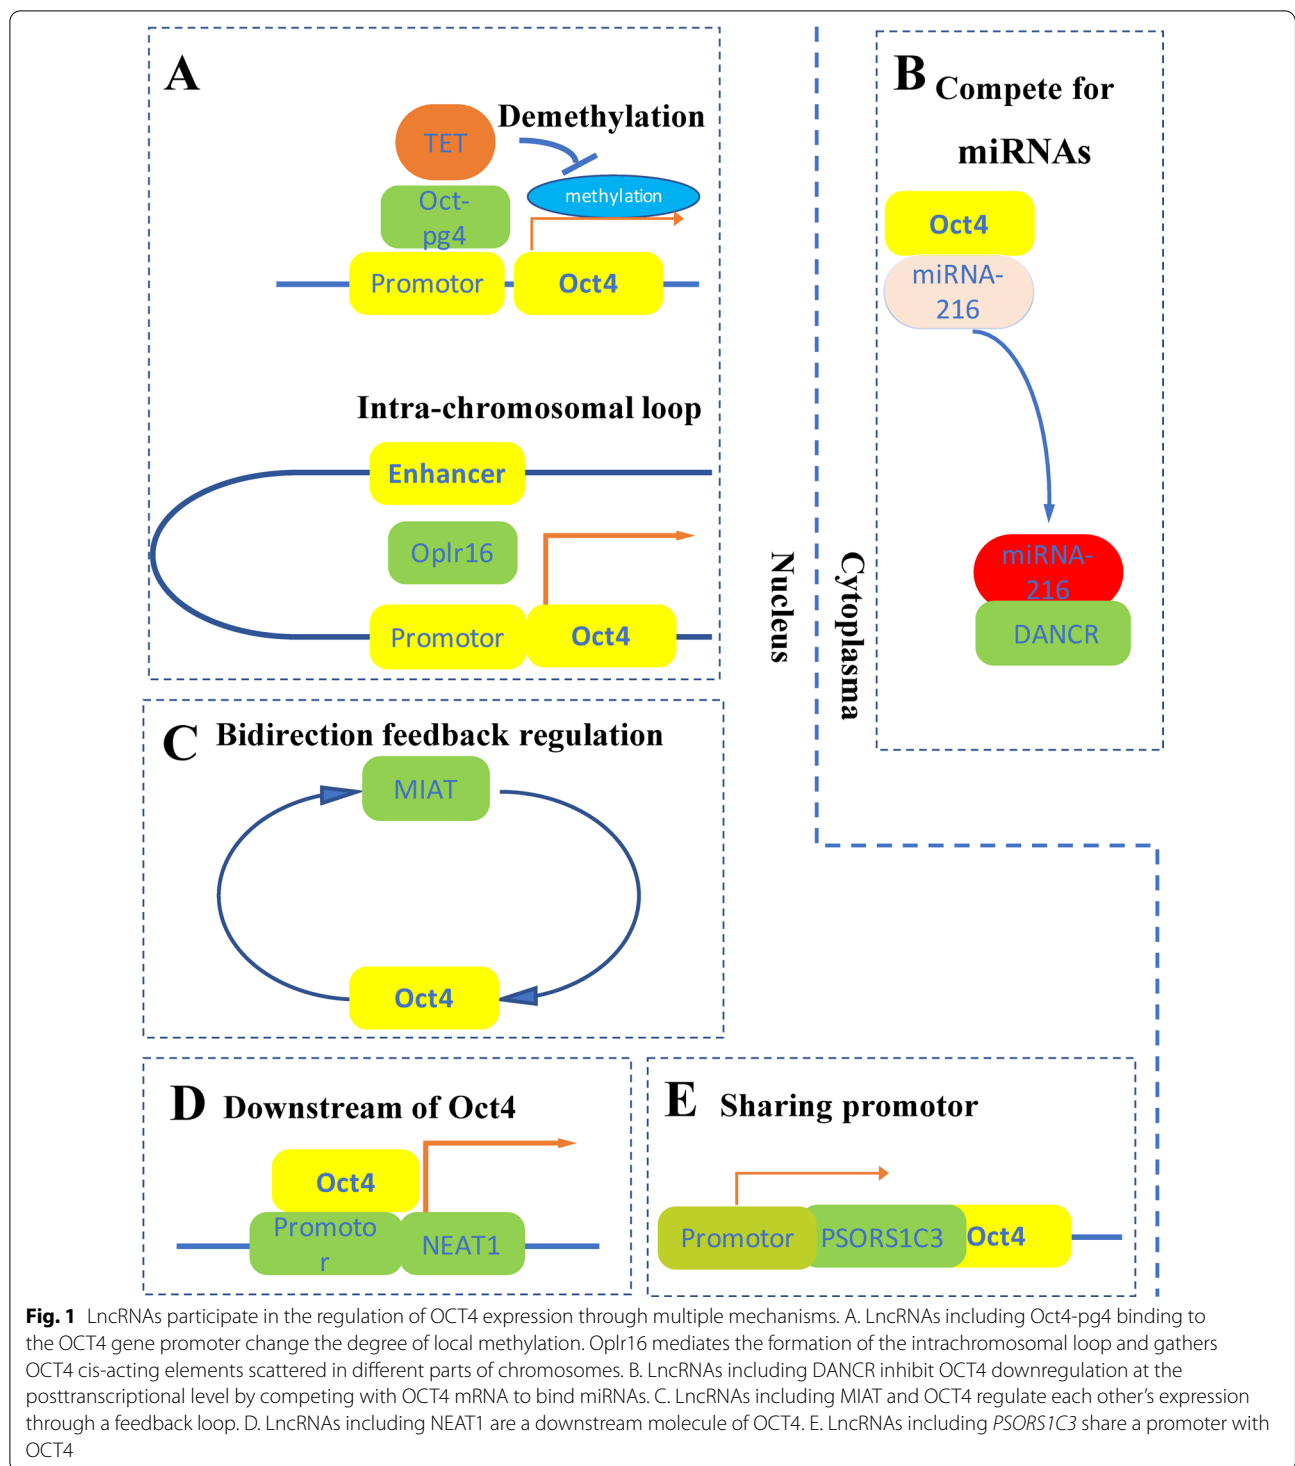 A
Demethylation
TET
methylation
Oct-
pg4
Promotor
Oct4
Intra-chromosomal loop
Enhancer
Oplr16
Promotor
Oct4
Nucleus
Cytoplasma
B
Compete for
miRNAs
Oct4
miRNA-
216
miRNA-
216
DANCR
C
Bidirection feedback regulation
MIAT
Oct4
D
Downstream of Oct4
Oct4
Promoto
r
NEAT1
E
Sharing promotor
Promotor
PSORS1C3
Oct4
Fig. 1 LncRNAs participate in the regulation of OCT4 expression through multiple mechanisms. A. LncRNAs including Oct4-pg4 binding to
the OCT4 gene promoter change the degree of local methylation. Oplr16 mediates the formation of the intrachromosomal loop and gathers
OCT4 cis-acting elements scattered in different parts of chromosomes. B. LncRNAs including DANCR inhibit OCT4 downregulation at the
posttranscriptional level by competing with OCT4 mRNA to bind miRNAs. C. LncRNAs including MIAT and OCT4 regulate each other's expression
through a feedback loop. D. LncRNAs including NEAT1 are a downstream molecule of OCT4. E. LncRNAs including PSORS1C3 share a promoter with
OCT4